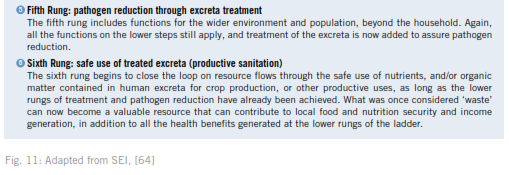 5 Fifth Rung: pathogen reduction through excreta treatment
The fifth rung includes functions for the wider environment and population, beyond the household. Again,
all the functions on the lower steps still apply, and treatment of the excreta is now added to assure pathogen
reduction.
6 Sixth Rung: safe use of treated excreta (productive sanitation)
The sixth rung begins to close the loop on resource flows through the safe use of nutrients, and/or organic
matter contained in human excreta for crop production, or other productive uses, as long as the lower
rungs of treatment and pathogen reduction have already been achieved. What was once considered ‘waste’
can now become a valuable resource that can contribute to local food and nutrition security and income
generation, in addition to all the health benefits generated at the lower rungs of the ladder.
Fig. 11: Adapted from SEI, [64]